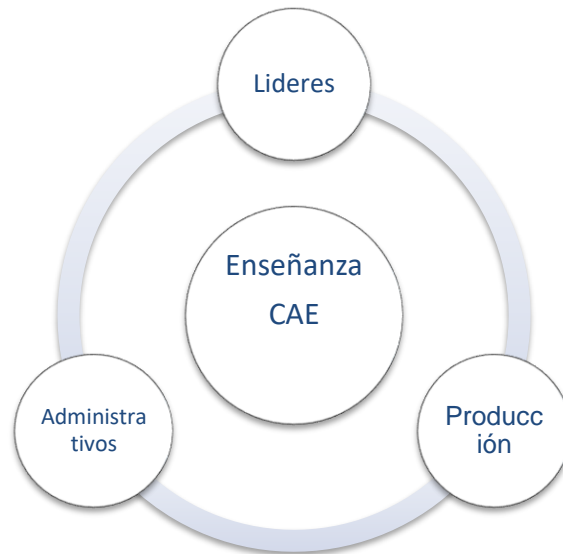 Lideres
Enseñanza
CAE
Administra
tivos
Producc
ión